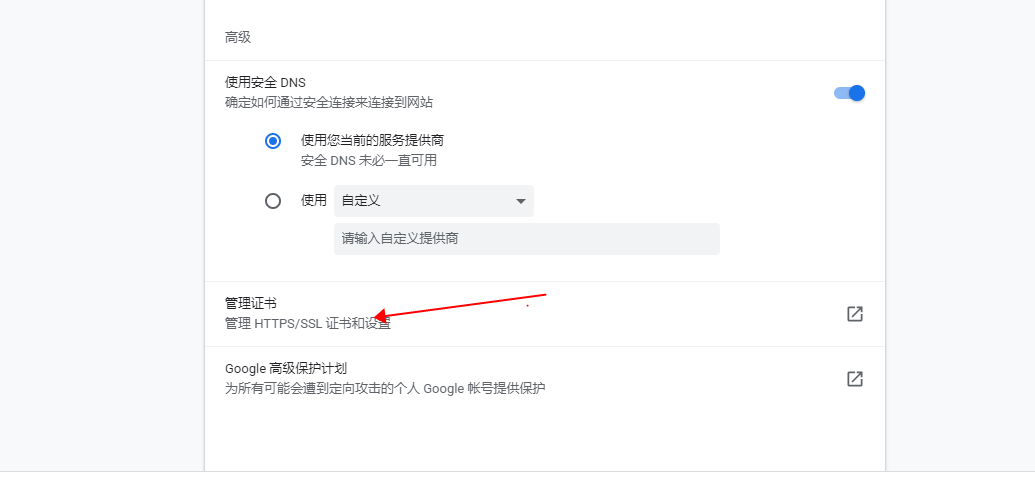 高级
使用安全 DNS
确定如何通过安全连接来连接到网站
使用您当前的服务提供商
安全 DNS 未必一直可用
使用 自定义
请输入自定义提供商
管理证书
管理 HTTPS/SSL 证书和设置
Google 高级保护计划
为所有可能会遭到定向攻击的个人 Google 帐号提供保护